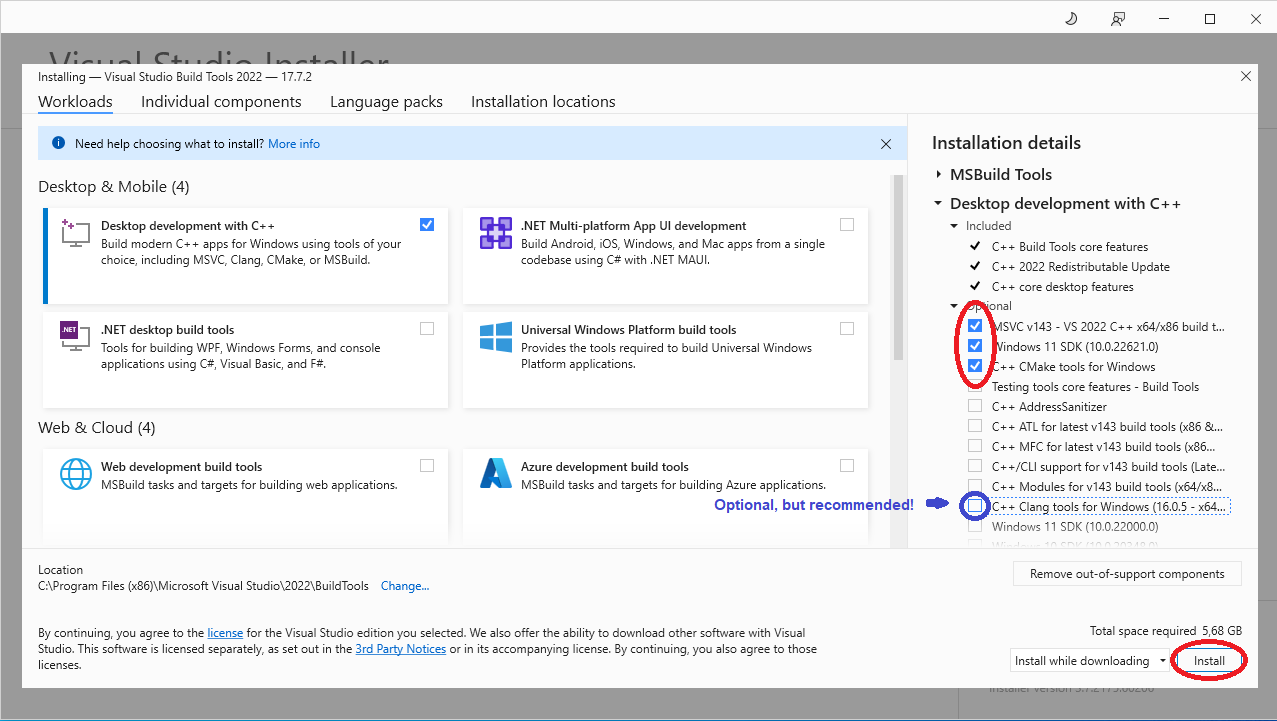 Visual Studio Installer
Installing — Visual Studio Build Tools 2022 — 17.7.2
Workloads
Individual components
Language packs
Installation locations
Need help choosing what to install? More info
Desktop & Mobile (4)
Desktop development with C++
Build modern C++ apps for Windows using tools of your
choice, including MSVC, Clang, CMake, or MSBuild.
.NET Multi-platform App UI development
Build Android, iOS, Windows, and Mac apps from a single
codebase using C# with .NET MAUI.
.NET
.NET desktop build tools
Tools for building WPF, Windows Forms, and console
applications using C#, Visual Basic, and F#.
Universal Windows Platform build tools
Provides the tools required to build Universal Windows
Platform applications.
Web & Cloud (4)
Web development build tools
MSBuild tasks and targets for building web applications.
Azure development build tools
MSBuild tasks and targets for building Azure applications.
Optional, but recommended!
Installation details
MSBuild Tools
Desktop development with C++
Included
C++ Build Tools core features
C++ 2022 Redistributable Update
C++ core desktop features
Optional
MSVC v143 - VS 2022 C++ x64/x86 build t...
Windows 11 SDK (10.0.22621.0)
C++ CMake tools for Windows
Testing tools core features - Build Tools
C++ AddressSanitizer
C++ ATL for latest v143 build tools (x86 &...
C++ MFC for latest v143 build tools (x86...
C++/CLI support for v143 build tools (Late...
C++ Modules for v143 build tools (x64/x8...
C++ Clang tools for Windows (16.0.5 - x64...
Windows 11 SDK (10.0.22000.0)
Windows 10 SDK (10.0.20348.0)
Location
C:\Program Files (x86)\Microsoft Visual Studio\2022\BuildTools Change...
Remove out-of-support components
By continuing, you agree to the license for the Visual Studio edition you selected. We also offer the ability to download other software with Visual
Studio. This software is licensed separately, as set out in the 3rd Party Notices or in its accompanying license. By continuing, you also agree to those
licenses.
Total space required 5,68 GB
Install while downloading
Install